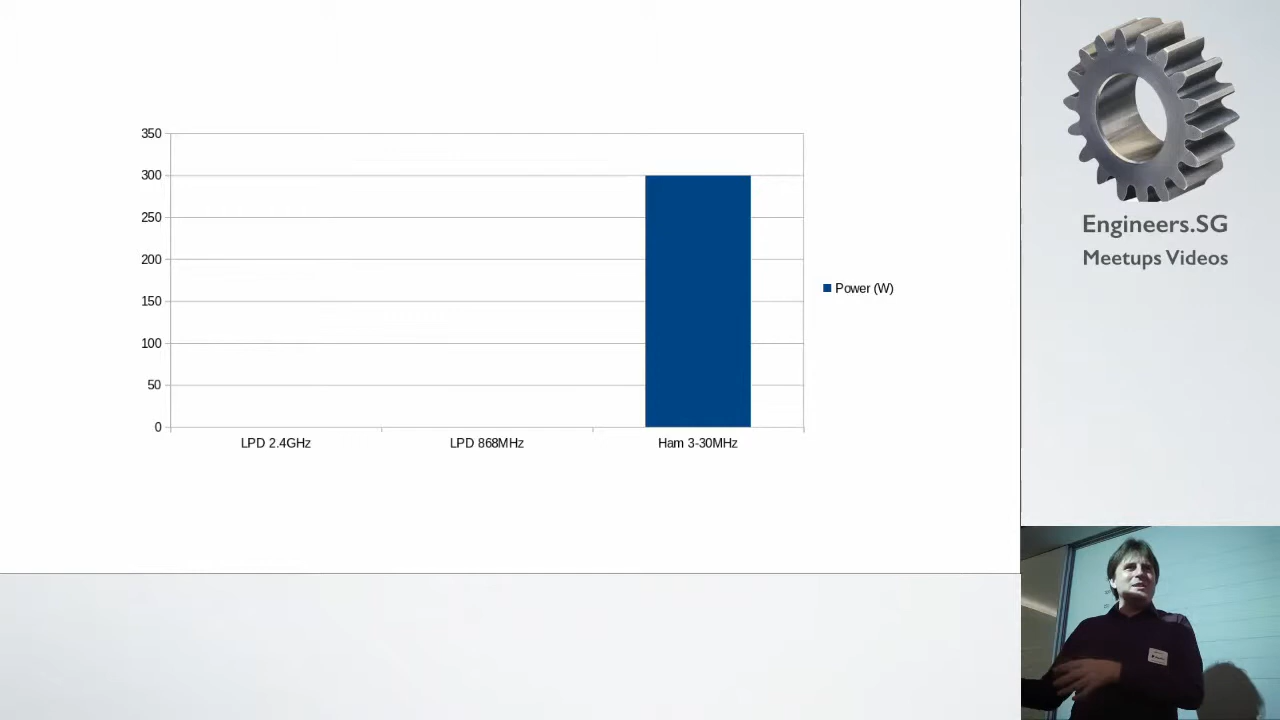 350
300
250
200
150
100
50
0
LPD 2.4GHz
LPD 868MHz
Ham 3-30MHz
Power (W)
Engineers.SG
Meetups Videos